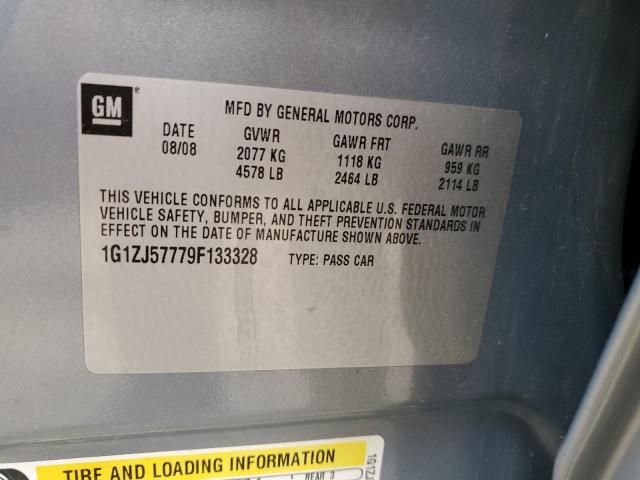 GM
MFD BY GENERAL MOTORS CORP.
DATE GVWR GAWR FRT GAWR RR
08/08 2077 KG 1118 KG 959 KG
4578 LB 2464 LB 2114 LB
THIS VEHICLE CONFORMS TO ALL APPLICABLE U.S. FEDERAL MOTOR
VEHICLE SAFETY, BUMPER, AND THEFT PREVENTION STANDARDS IN
EFFECT ON THE DATE OF MANUFACTURE SHOWN ABOVE.
1G1ZJ57779F133328 TYPE: PASS CAR
TIRE AND LOADING INFORMATION
REAR 3
1G1ZJ